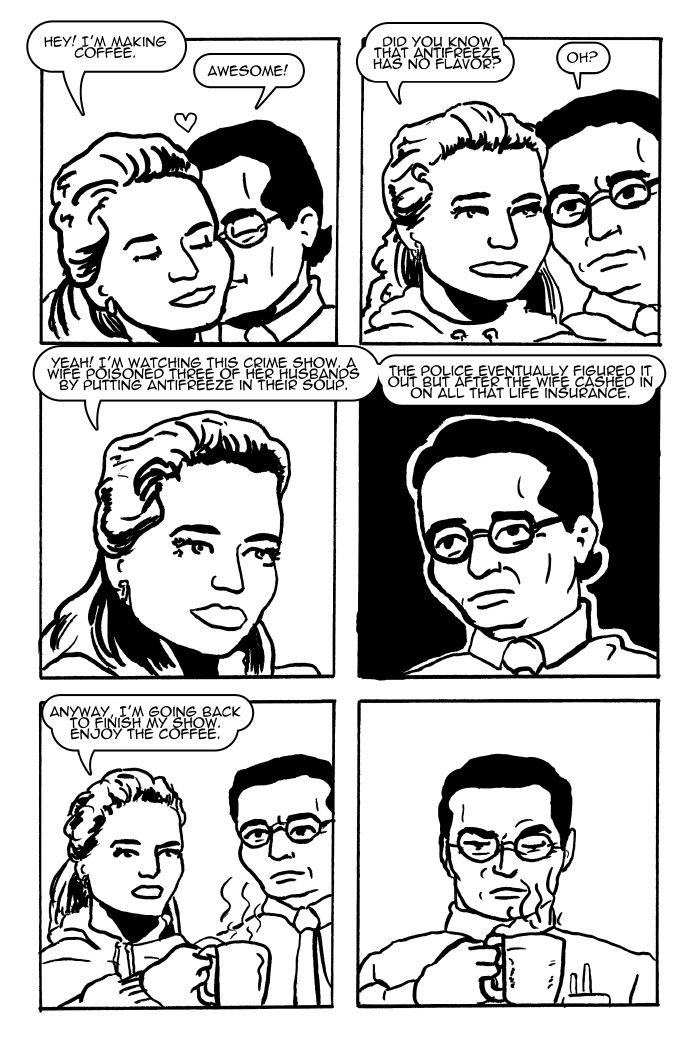 HEY! I'M MAKING
COFFEE.
AWESOME!
DID YOU KNOW
THAT ANTIFREEZE
HAS NO FLAVOR?
OH?
YEAH! I'M WATCHING THIS CRIME SHOW. A
WIFE POISONED THREE OF HER HUSBANDS
BY PUTTING ANTIFREEZE IN THEIR SOUP.
THE POLICE EVENTUALLY FIGURED IT
OUT BUT AFTER THE WIFE CASHED IN
ON ALL THAT LIFE INSURANCE.
ANYWAY, I'M GOING BACK
TO FINISH MY SHOW.
ENJOY THE COFFEE.